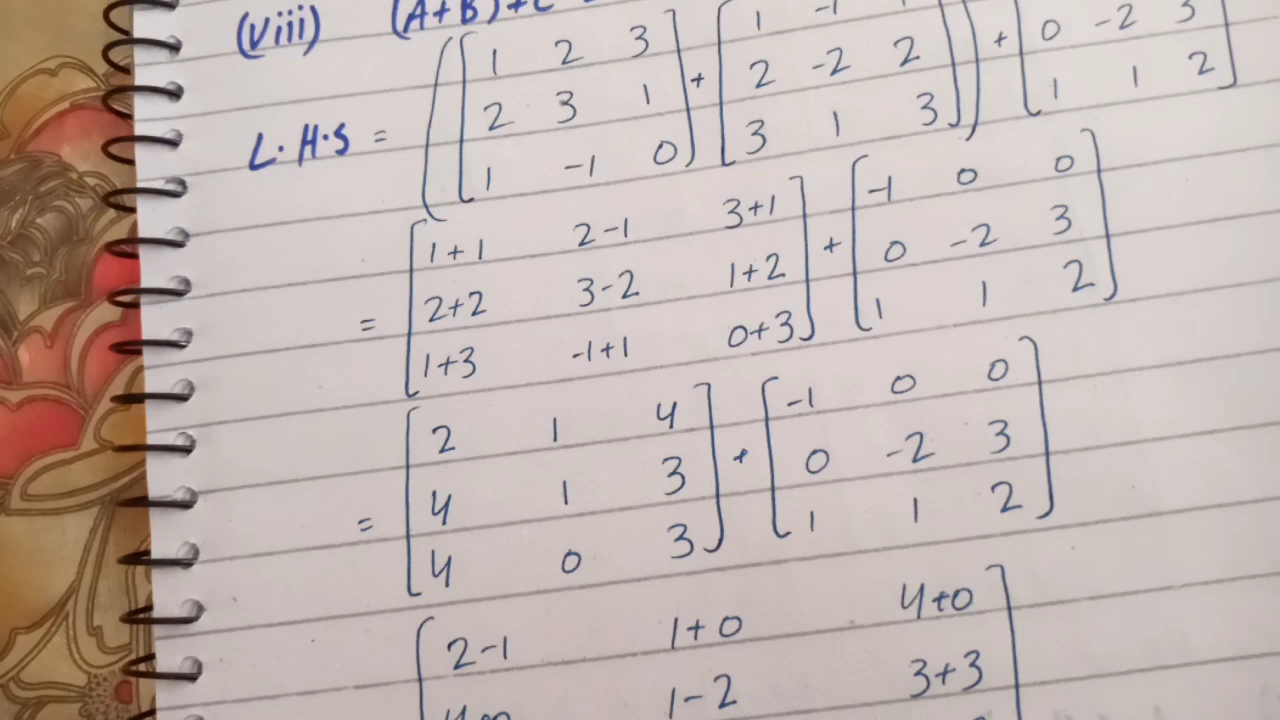 (viii) (A+B)+C
1 -1
1 2 3 0 -2 3
L.H.S = ( 2 3 1 + 2 -2 2 ) + 1 1 2
1 -1 0 3 1 3
1+1 2-1 3+1 -1 0 0
= 2+2 3-2 1+2 + 0 -2 3
1+3 -1+1 0+3 1 1 2
2 1 4 -1 0 0
= 4 1 3 + 0 -2 3
4 0 3 1 1 2
2-1 1+0 4+0
1-2 3+3